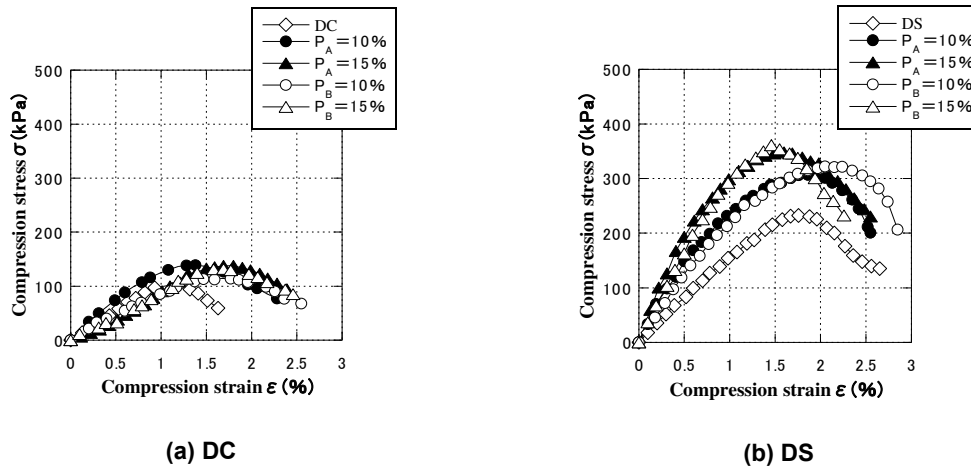 DC
P_A＝10%
P_A＝15%
P_B＝10%
P_B＝15%
500
400
300
200
100
0
Compression stress σ (kPa)
0 0.5 1 1.5 2 2.5 3
Compression strain ε (%)
(a) DC
DS
P_A＝10%
P_A＝15%
P_B＝10%
P_B＝15%
500
400
300
200
100
0
Compression stress σ (kPa)
0 0.5 1 1.5 2 2.5 3
Compression strain ε (%)
(b) DS